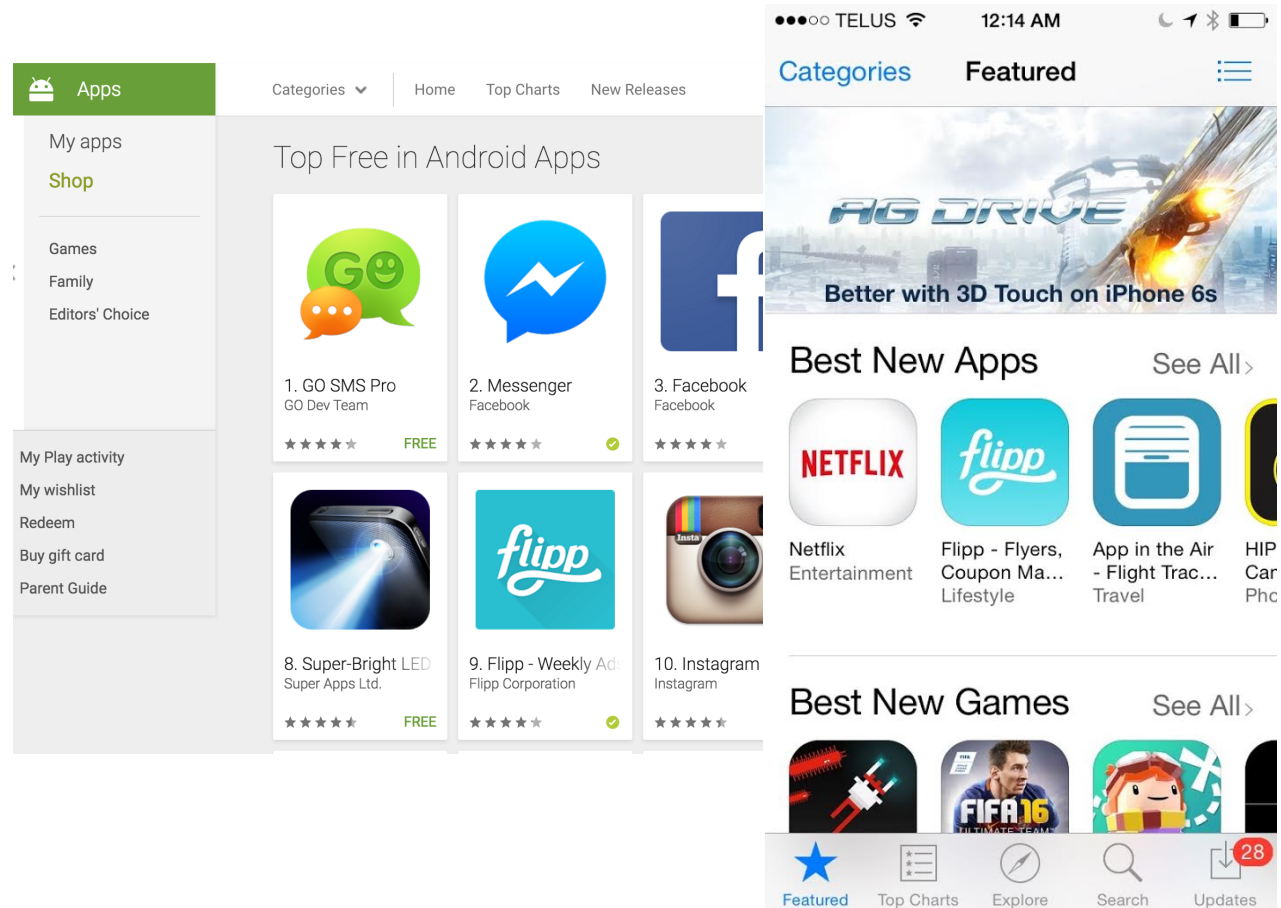 Apps
Categories
Home
Top Charts
New Releases
My apps
Shop
Games
Family
Editors' Choice
My Play activity
My wishlist
Redeem
Buy gift card
Parent Guide
Top Free in Android Apps
GO
1. GO SMS Pro
GO Dev Team
FREE
2. Messenger
Facebook
3. Facebook
Facebook
8. Super-Bright LED
Super Apps Ltd.
FREE
flipp
9. Flipp - Weekly Ads
Flipp Corporation
Insta
10. Instagram
Instagram
TELUS
12:14 AM
Categories
Featured
AG DRIVE
Better with 3D Touch on iPhone 6s
Best New Apps
See All>
NETFLIX
Netflix
Entertainment
flipp
Flipp - Flyers,
Coupon Ma...
Lifestyle
App in the Air
- Flight Trac...
Travel
HIP
Can
Pho
Best New Games
See All>
FIFA 16
ULTIMATE TEAM
28
Featured
Top Charts
Explore
Search
Updates